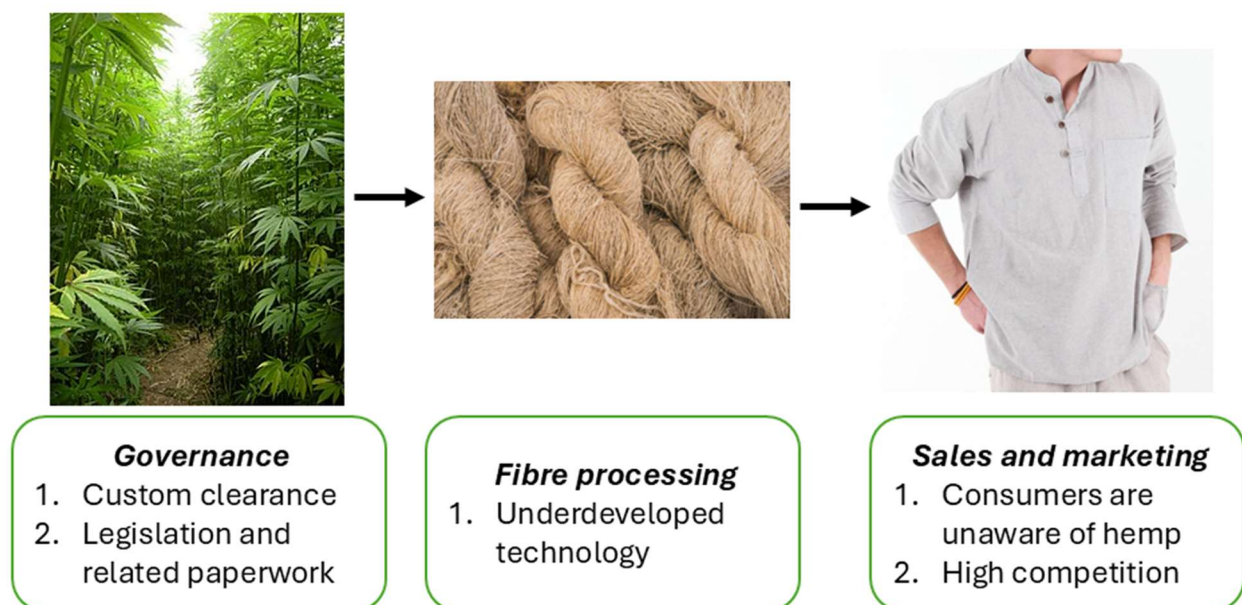 Governance
1. Custom clearance
2. Legislation and
related paperwork
Fibre processing
1. Underdeveloped
technology
Sales and marketing
1. Consumers are
unaware of hemp
2. High competition